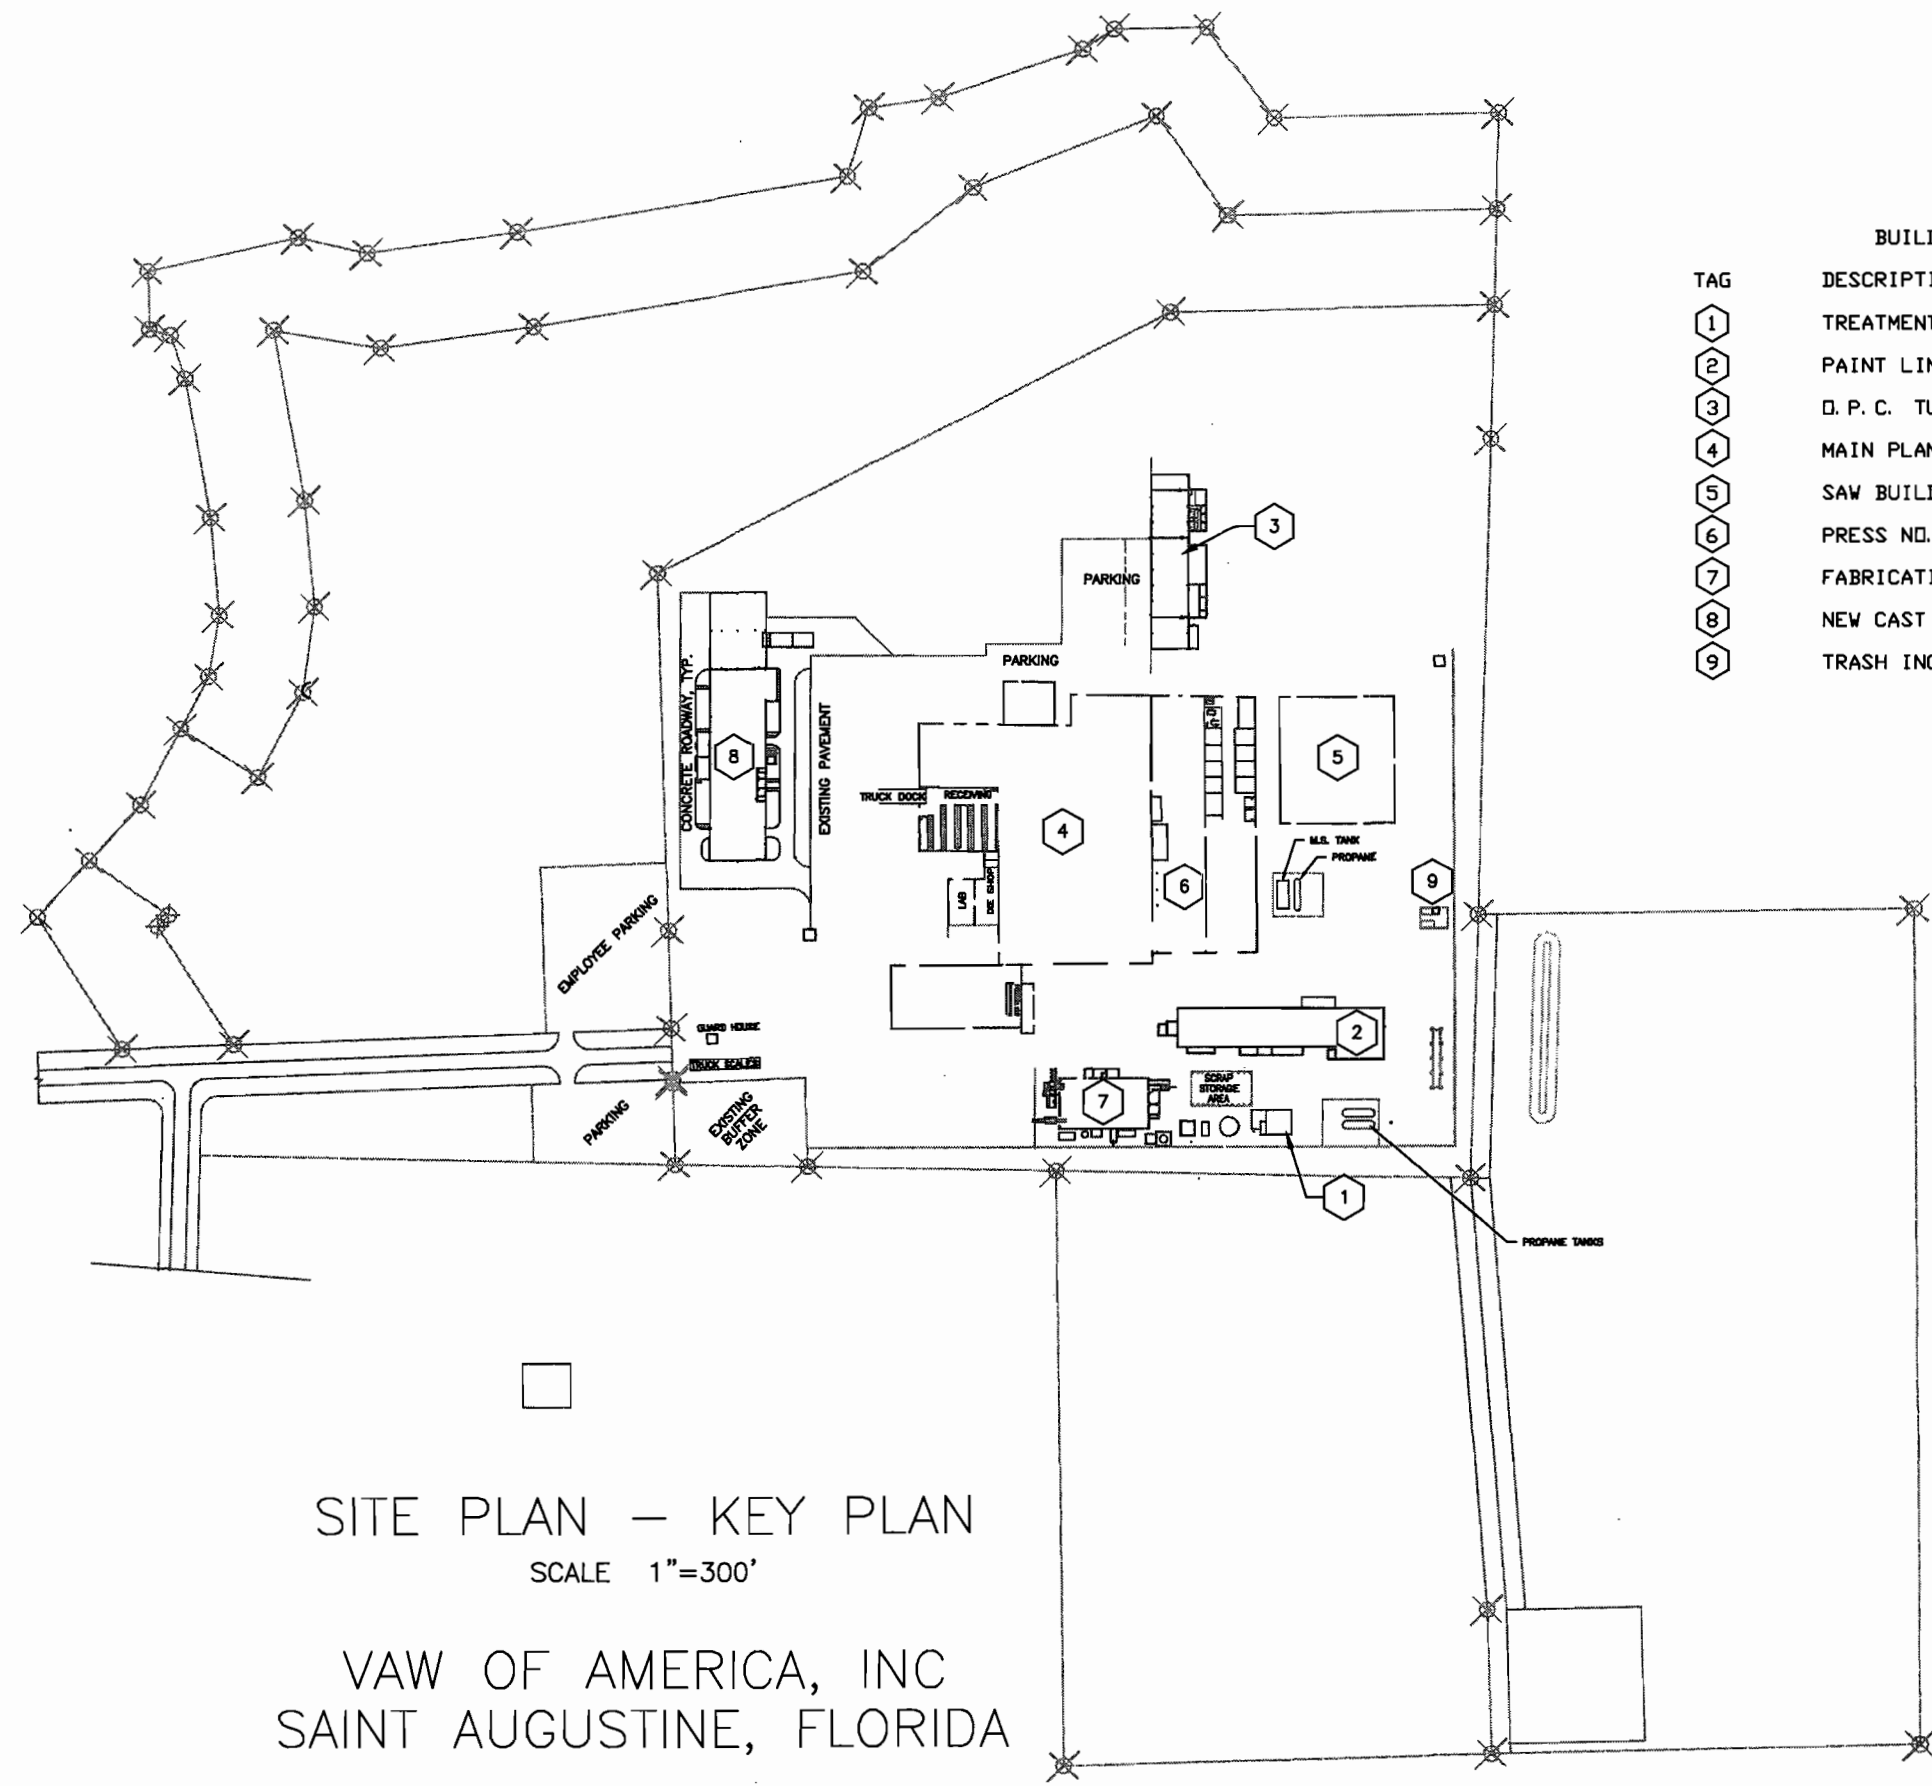 BUILD
TAG DESCRIPTI
1 TREATMENT
2 PAINT LIN
3 O.P.C. TU
4 MAIN PLAN
5 SAW BUILD
6 PRESS NO.
7 FABRICATI
8 NEW CAST
9 TRASH INC
3
PARKING
PARKING
CONCRETE ROADWAY, TYP.
8
EXISTING PAVEMENT
5
TRUCK DOCK
RECEIVING
4
M.S. TANK
PROPANE
6
9
LAB
DIE SHOP
EMPLOYEE PARKING
GUARD HOUSE
TRUCK SCALES
2
SCRAP
STORAGE
AREA
7
PARKING
EXISTING
BUFFER
ZONE
1
PROPANE TANKS
SITE PLAN – KEY PLAN
SCALE 1"=300'
VAW OF AMERICA, INC
SAINT AUGUSTINE, FLORIDA